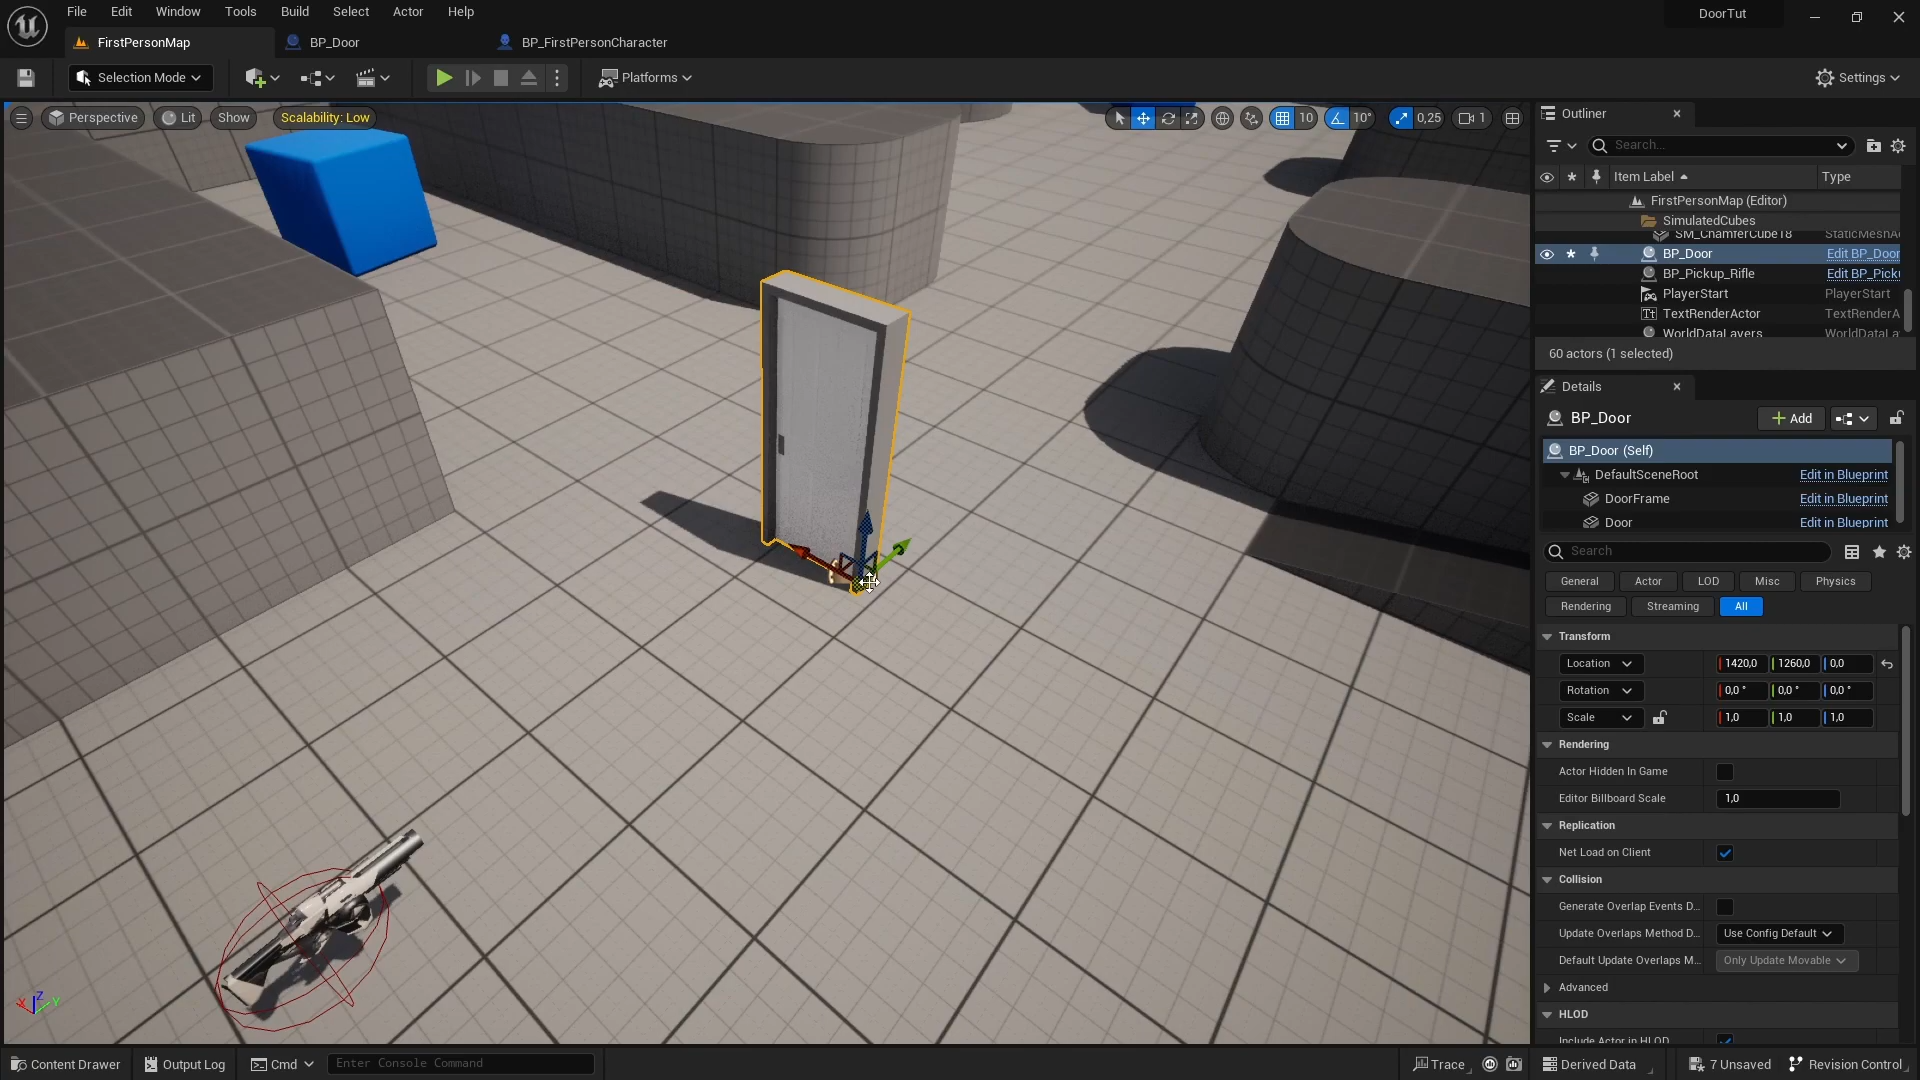 File Edit Window Tools Build Select Actor Help
DoorTut
FirstPersonMap
BP_Door
BP_FirstPersonCharacter
Selection Mode
Platforms
Settings
Perspective
Lit
Show
Scalability: Low
10
10°
0,25
1
Outliner
Search...
Item Label
Type
FirstPersonMap (Editor)
SimulatedCubes
SM_ChamferCube18 StaticMeshA
BP_Door Edit BP_Door
BP_Pickup_Rifle Edit BP_Pick
PlayerStart PlayerStart
TextRenderActor TextRenderA
WorldDataLayers WorldDataLa
60 actors (1 selected)
Details
BP_Door
Add
BP_Door (Self)
DefaultSceneRoot Edit in Blueprint
DoorFrame Edit in Blueprint
Door Edit in Blueprint
Search
General Actor LOD Misc Physics
Rendering Streaming All
Transform
Location 1420,0 1260,0 0,0
Rotation 0,0 ° 0,0 ° 0,0 °
Scale 1,0 1,0 1,0
Rendering
Actor Hidden In Game
Editor Billboard Scale 1,0
Replication
Net Load on Client
Collision
Generate Overlap Events D...
Update Overlaps Method D... Use Config Default
Default Update Overlaps M... Only Update Movable
Advanced
HLOD
Include Actor in HLOD
X Z Y
Content Drawer
Output Log
Cmd
Enter Console Command
Trace
Derived Data
7 Unsaved
Revision Control